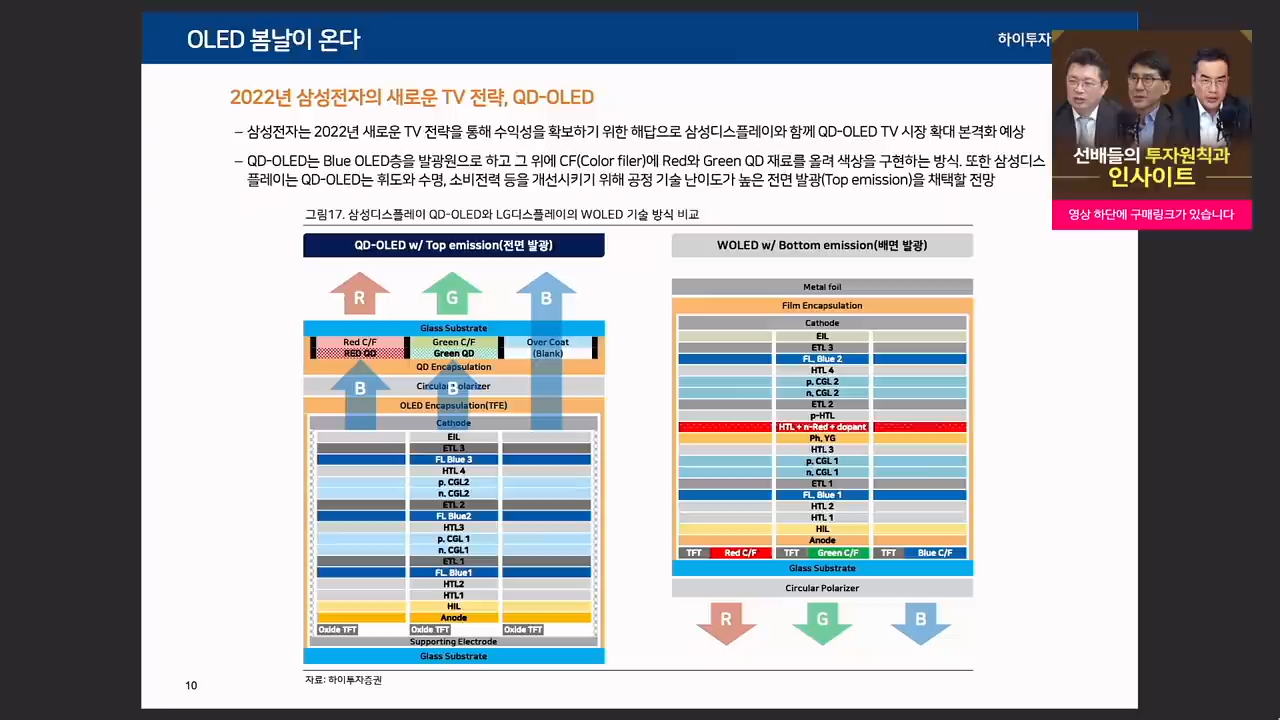 OLED 봄날이 온다
하이투자
2022년 삼성전자의 새로운 TV 전략, QD-OLED
– 삼성전자는 2022년 새로운 TV 전략을 통해 수익성을 확보하기 위한 해답으로 삼성디스플레이와 함께 QD-OLED TV 시장 확대 본격화 예상
– QD-OLED는 Blue OLED층을 발광원으로 하고 그 위에 CF(Color filer)에 Red와 Green QD 재료를 올려 색상을 구현하는 방식. 또한 삼성디스
플레이는 QD-OLED는 휘도와 수명, 소비전력 등을 개선시키기 위해 공정 기술 난이도가 높은 전면 발광(Top emission)을 채택할 전망
그림17. 삼성디스플레이 QD-OLED와 LG디스플레이의 WOLED 기술 방식 비교
QD-OLED w/ Top emission(전면 발광)
R G B
Glass Substrate
Red C/F Green C/F Over Coat
RED QD Green QD (Blank)
QD Encapsulation
B B
Circular Polarizer
OLED Encapsulation(TFE)
Cathode
EIL
ETL 3
FL Blue 3
HTL 4
p. CGL2
n. CGL2
ETL 2
FL Blue2
HTL3
p. CGL 1
n. CGL1
ETL 1
FL. Blue1
HTL2
HTL1
HIL
Anode
Oxide TFT Oxide TFT Oxide TFT
Supporting Electrode
Glass Substrate
WOLED w/ Bottom emission(배면 발광)
Metal foil
Film Encapsulation
Cathode
EIL
ETL 3
FL, Blue 2
HTL 4
p, CGL 2
n, CGL 2
ETL 2
p-HTL
HTL + n-Red + dopant
Ph, YG
HTL 3
p, CGL 1
n, CGL 1
ETL 1
FL, Blue 1
HTL 2
HTL 1
HIL
Anode
TFT Red C/F TFT Green C/F TFT Blue C/F
Glass Substrate
Circular Polarizer
R G B
자료: 하이투자증권
10
선배들의 투자원칙과
인사이트
영상 하단에 구매링크가 있습니다